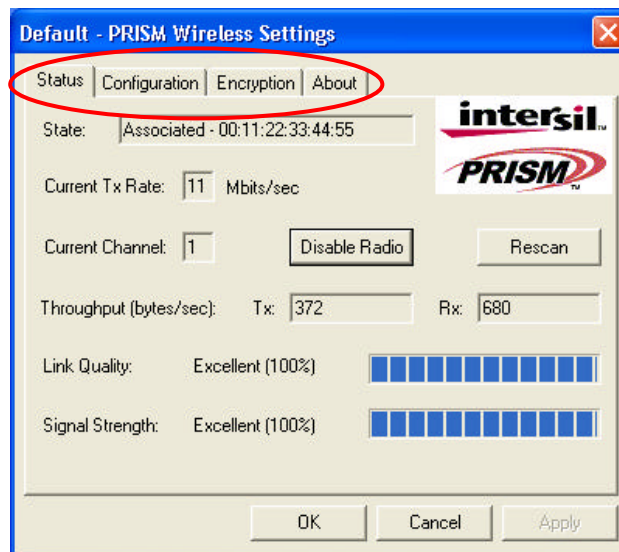 Default - PRISM Wireless Settings
Status Configuration Encryption About
State: Associated - 00:11:22:33:44:55
intersil™
PRISM™
Current Tx Rate: 11 Mbits/sec
Current Channel: 1 Disable Radio Rescan
Throughput (bytes/sec): Tx: 372 Rx: 680
Link Quality: Excellent (100%)
Signal Strength: Excellent (100%)
OK Cancel Apply